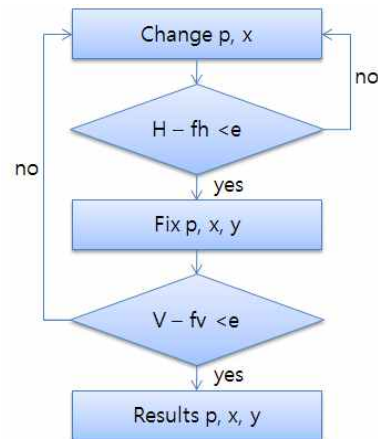 Change p, x
no
H – fh <e
no
yes
Fix p, x, y
V – fv <e
yes
Results p, x, y